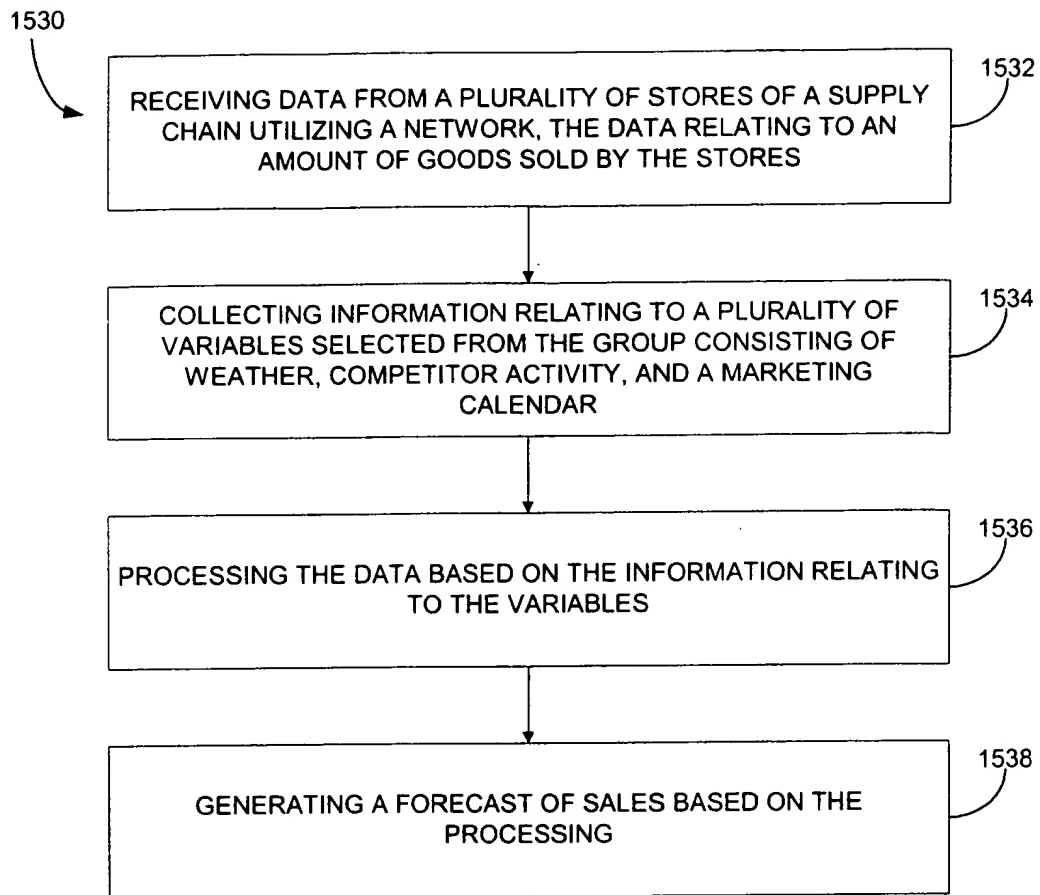 1530
1532
RECEIVING DATA FROM A PLURALITY OF STORES OF A SUPPLY
CHAIN UTILIZING A NETWORK, THE DATA RELATING TO AN
AMOUNT OF GOODS SOLD BY THE STORES
1534
COLLECTING INFORMATION RELATING TO A PLURALITY OF
VARIABLES SELECTED FROM THE GROUP CONSISTING OF
WEATHER, COMPETITOR ACTIVITY, AND A MARKETING
CALENDAR
1536
PROCESSING THE DATA BASED ON THE INFORMATION RELATING
TO THE VARIABLES
1538
GENERATING A FORECAST OF SALES BASED ON THE
PROCESSING